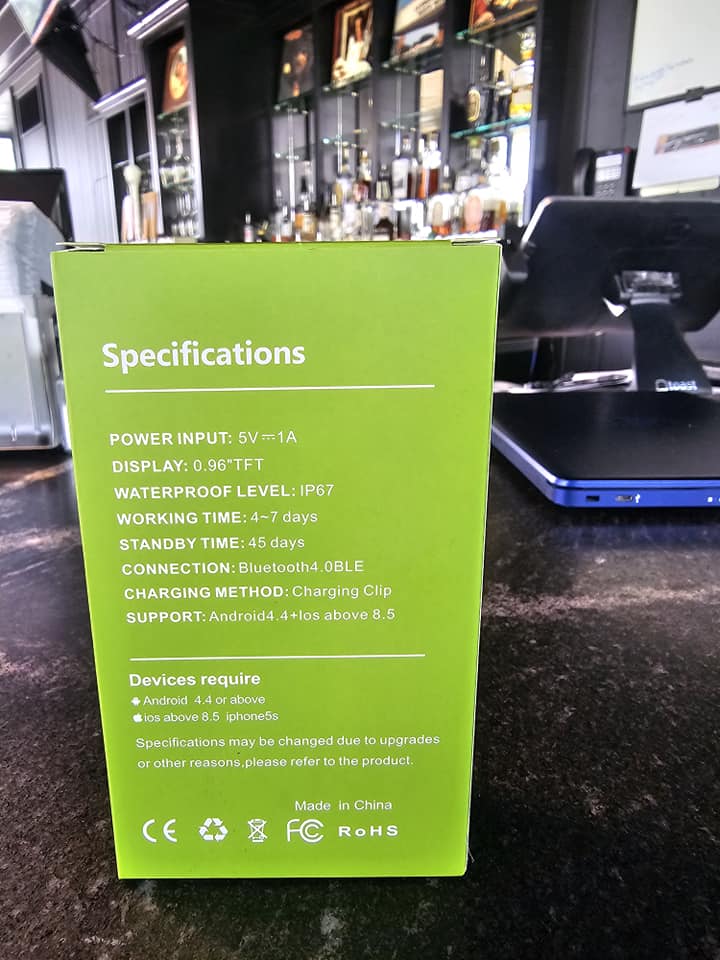 Specifications
POWER INPUT: 5V⎓1A
DISPLAY: 0.96"TFT
WATERPROOF LEVEL: IP67
WORKING TIME: 4~7 days
STANDBY TIME: 45 days
CONNECTION: Bluetooth4.0BLE
CHARGING METHOD: Charging Clip
SUPPORT: Android4.4+Ios above 8.5
Devices require
Android 4.4 or above
ios above 8.5 iphone5s
Specifications may be changed due to upgrades
or other reasons,please refer to the product.
Made in China
CE FC RoHS
toast